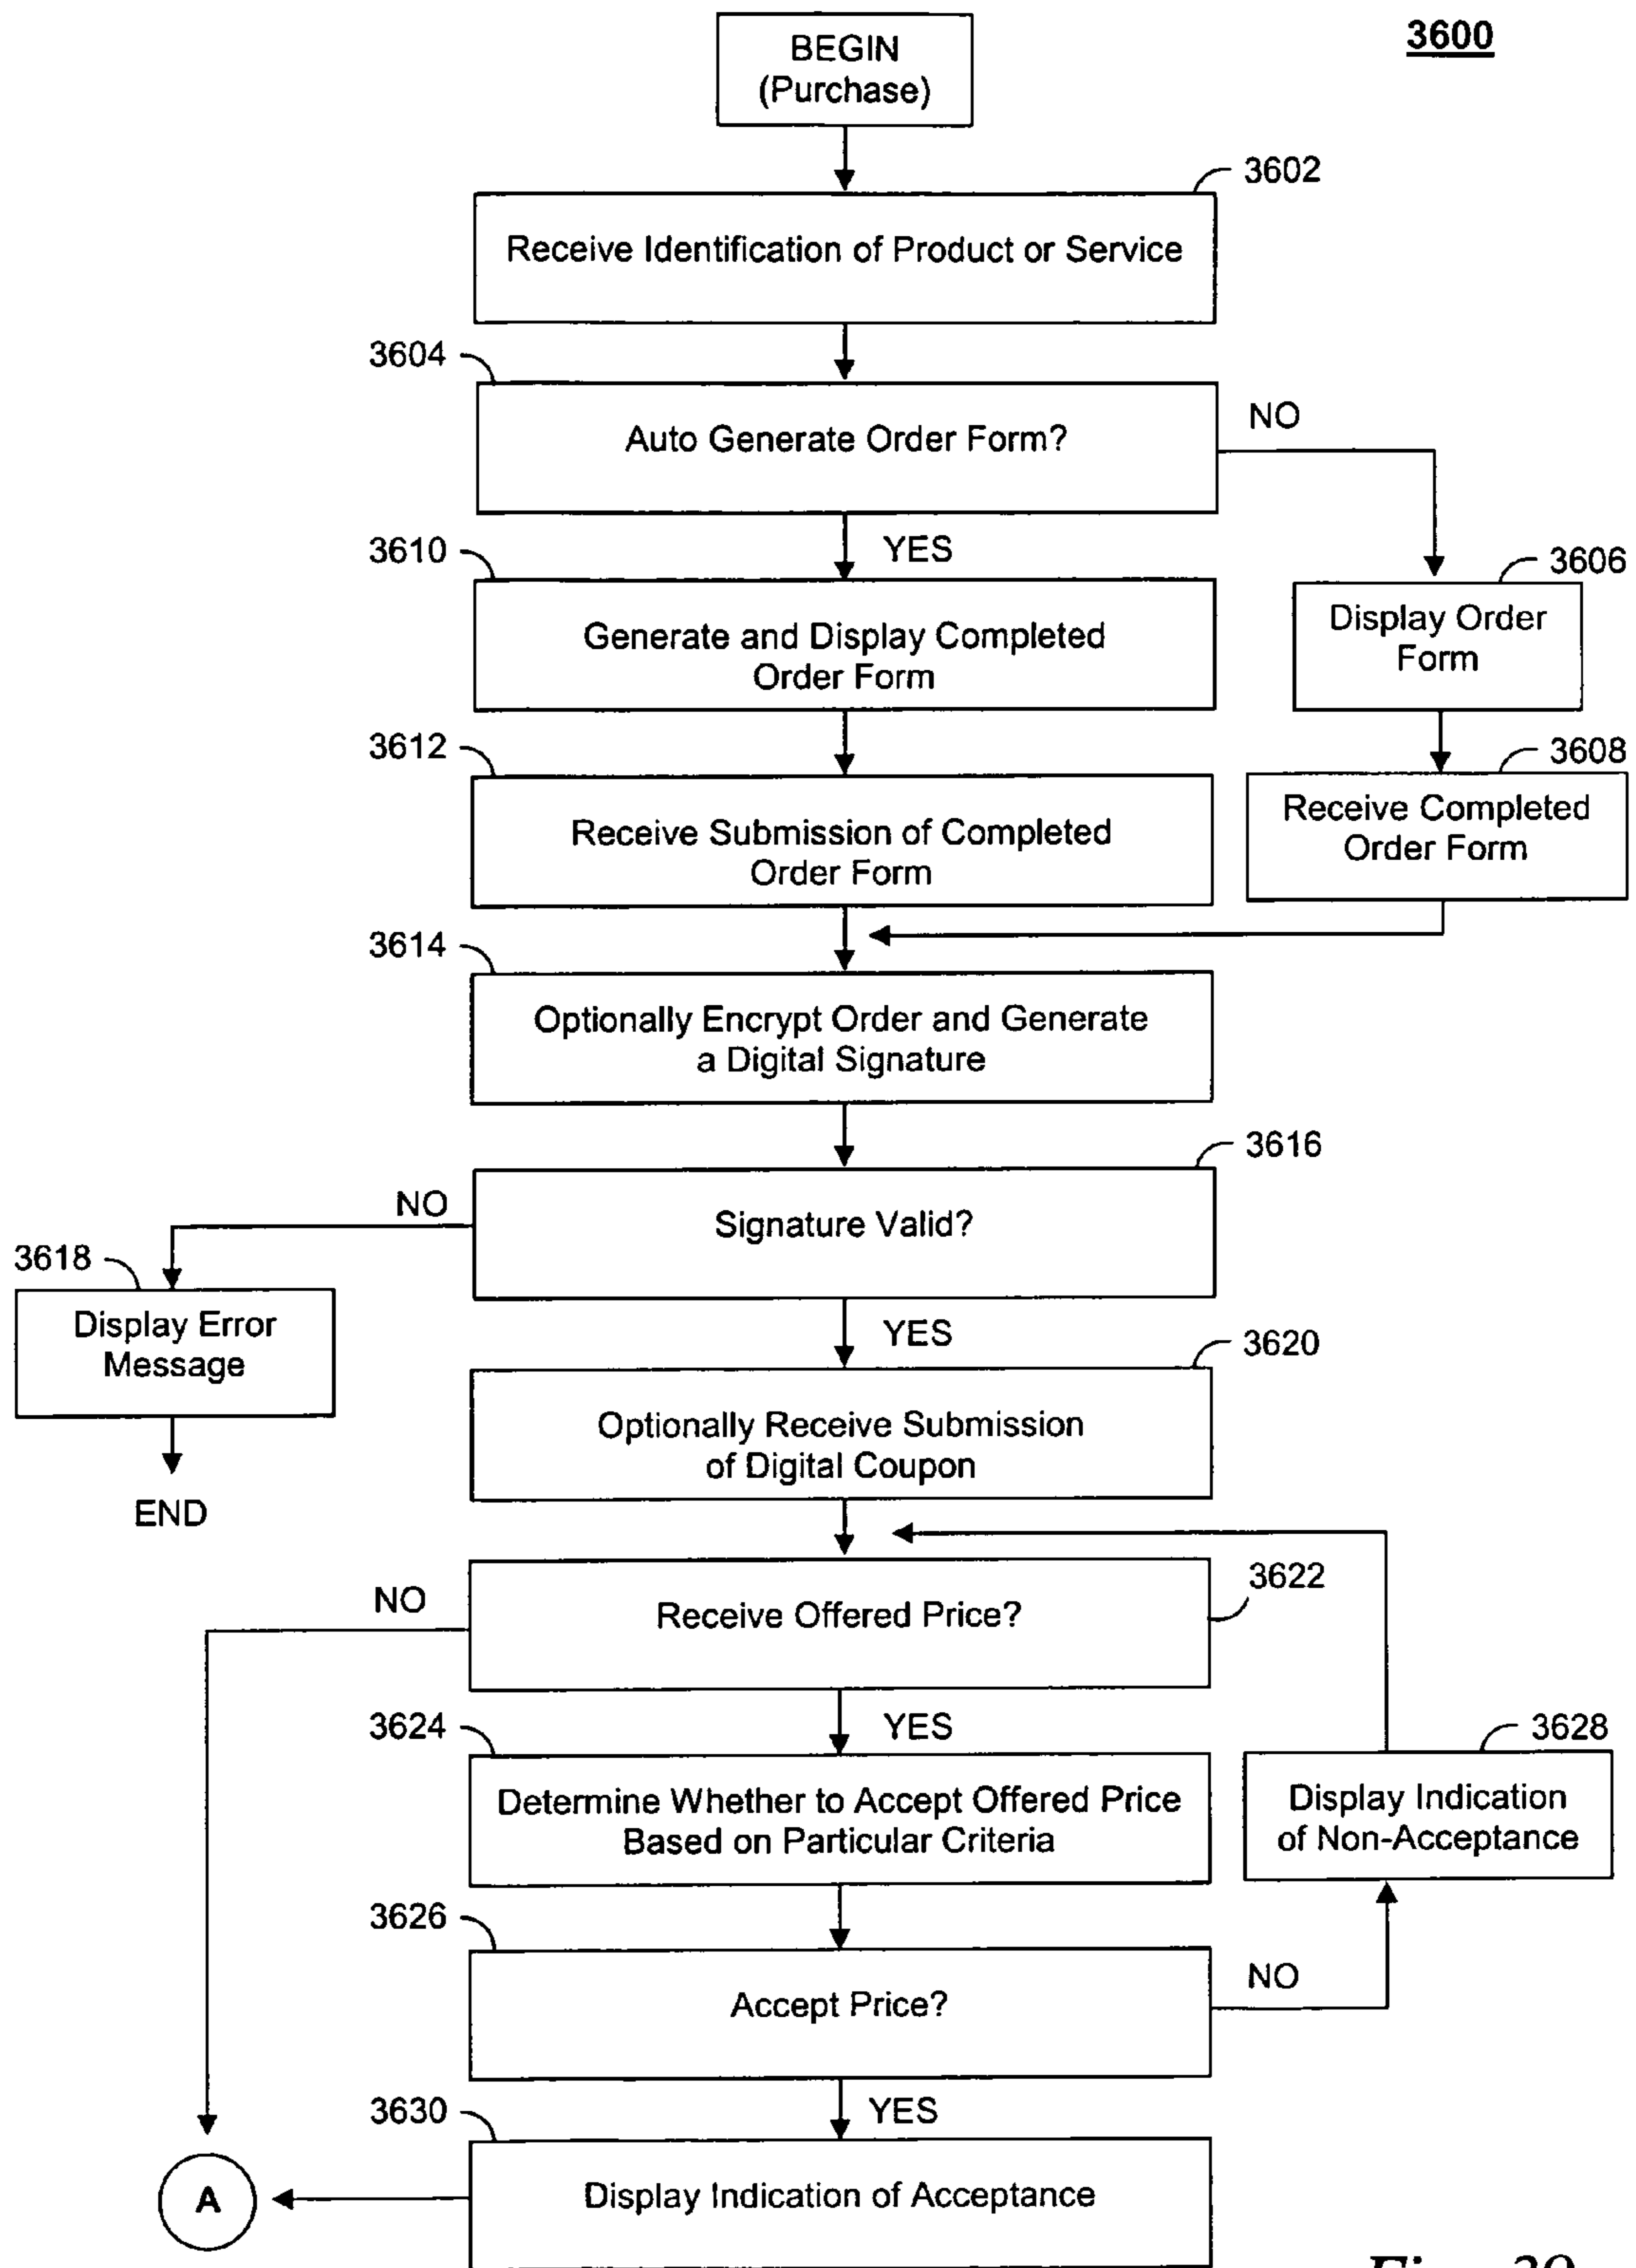 3600
BEGIN
(Purchase)
3602
Receive Identification of Product or Service
3604
Auto Generate Order Form?
NO
YES
3610
Generate and Display Completed
Order Form
3606
Display Order
Form
3612
Receive Submission of Completed
Order Form
3608
Receive Completed
Order Form
3614
Optionally Encrypt Order and Generate
a Digital Signature
3616
Signature Valid?
NO
3618
Display Error
Message
END
YES
3620
Optionally Receive Submission
of Digital Coupon
3622
Receive Offered Price?
NO
YES
3624
Determine Whether to Accept Offered Price
Based on Particular Criteria
3628
Display Indication
of Non-Acceptance
3626
Accept Price?
NO
YES
3630
Display Indication of Acceptance
A